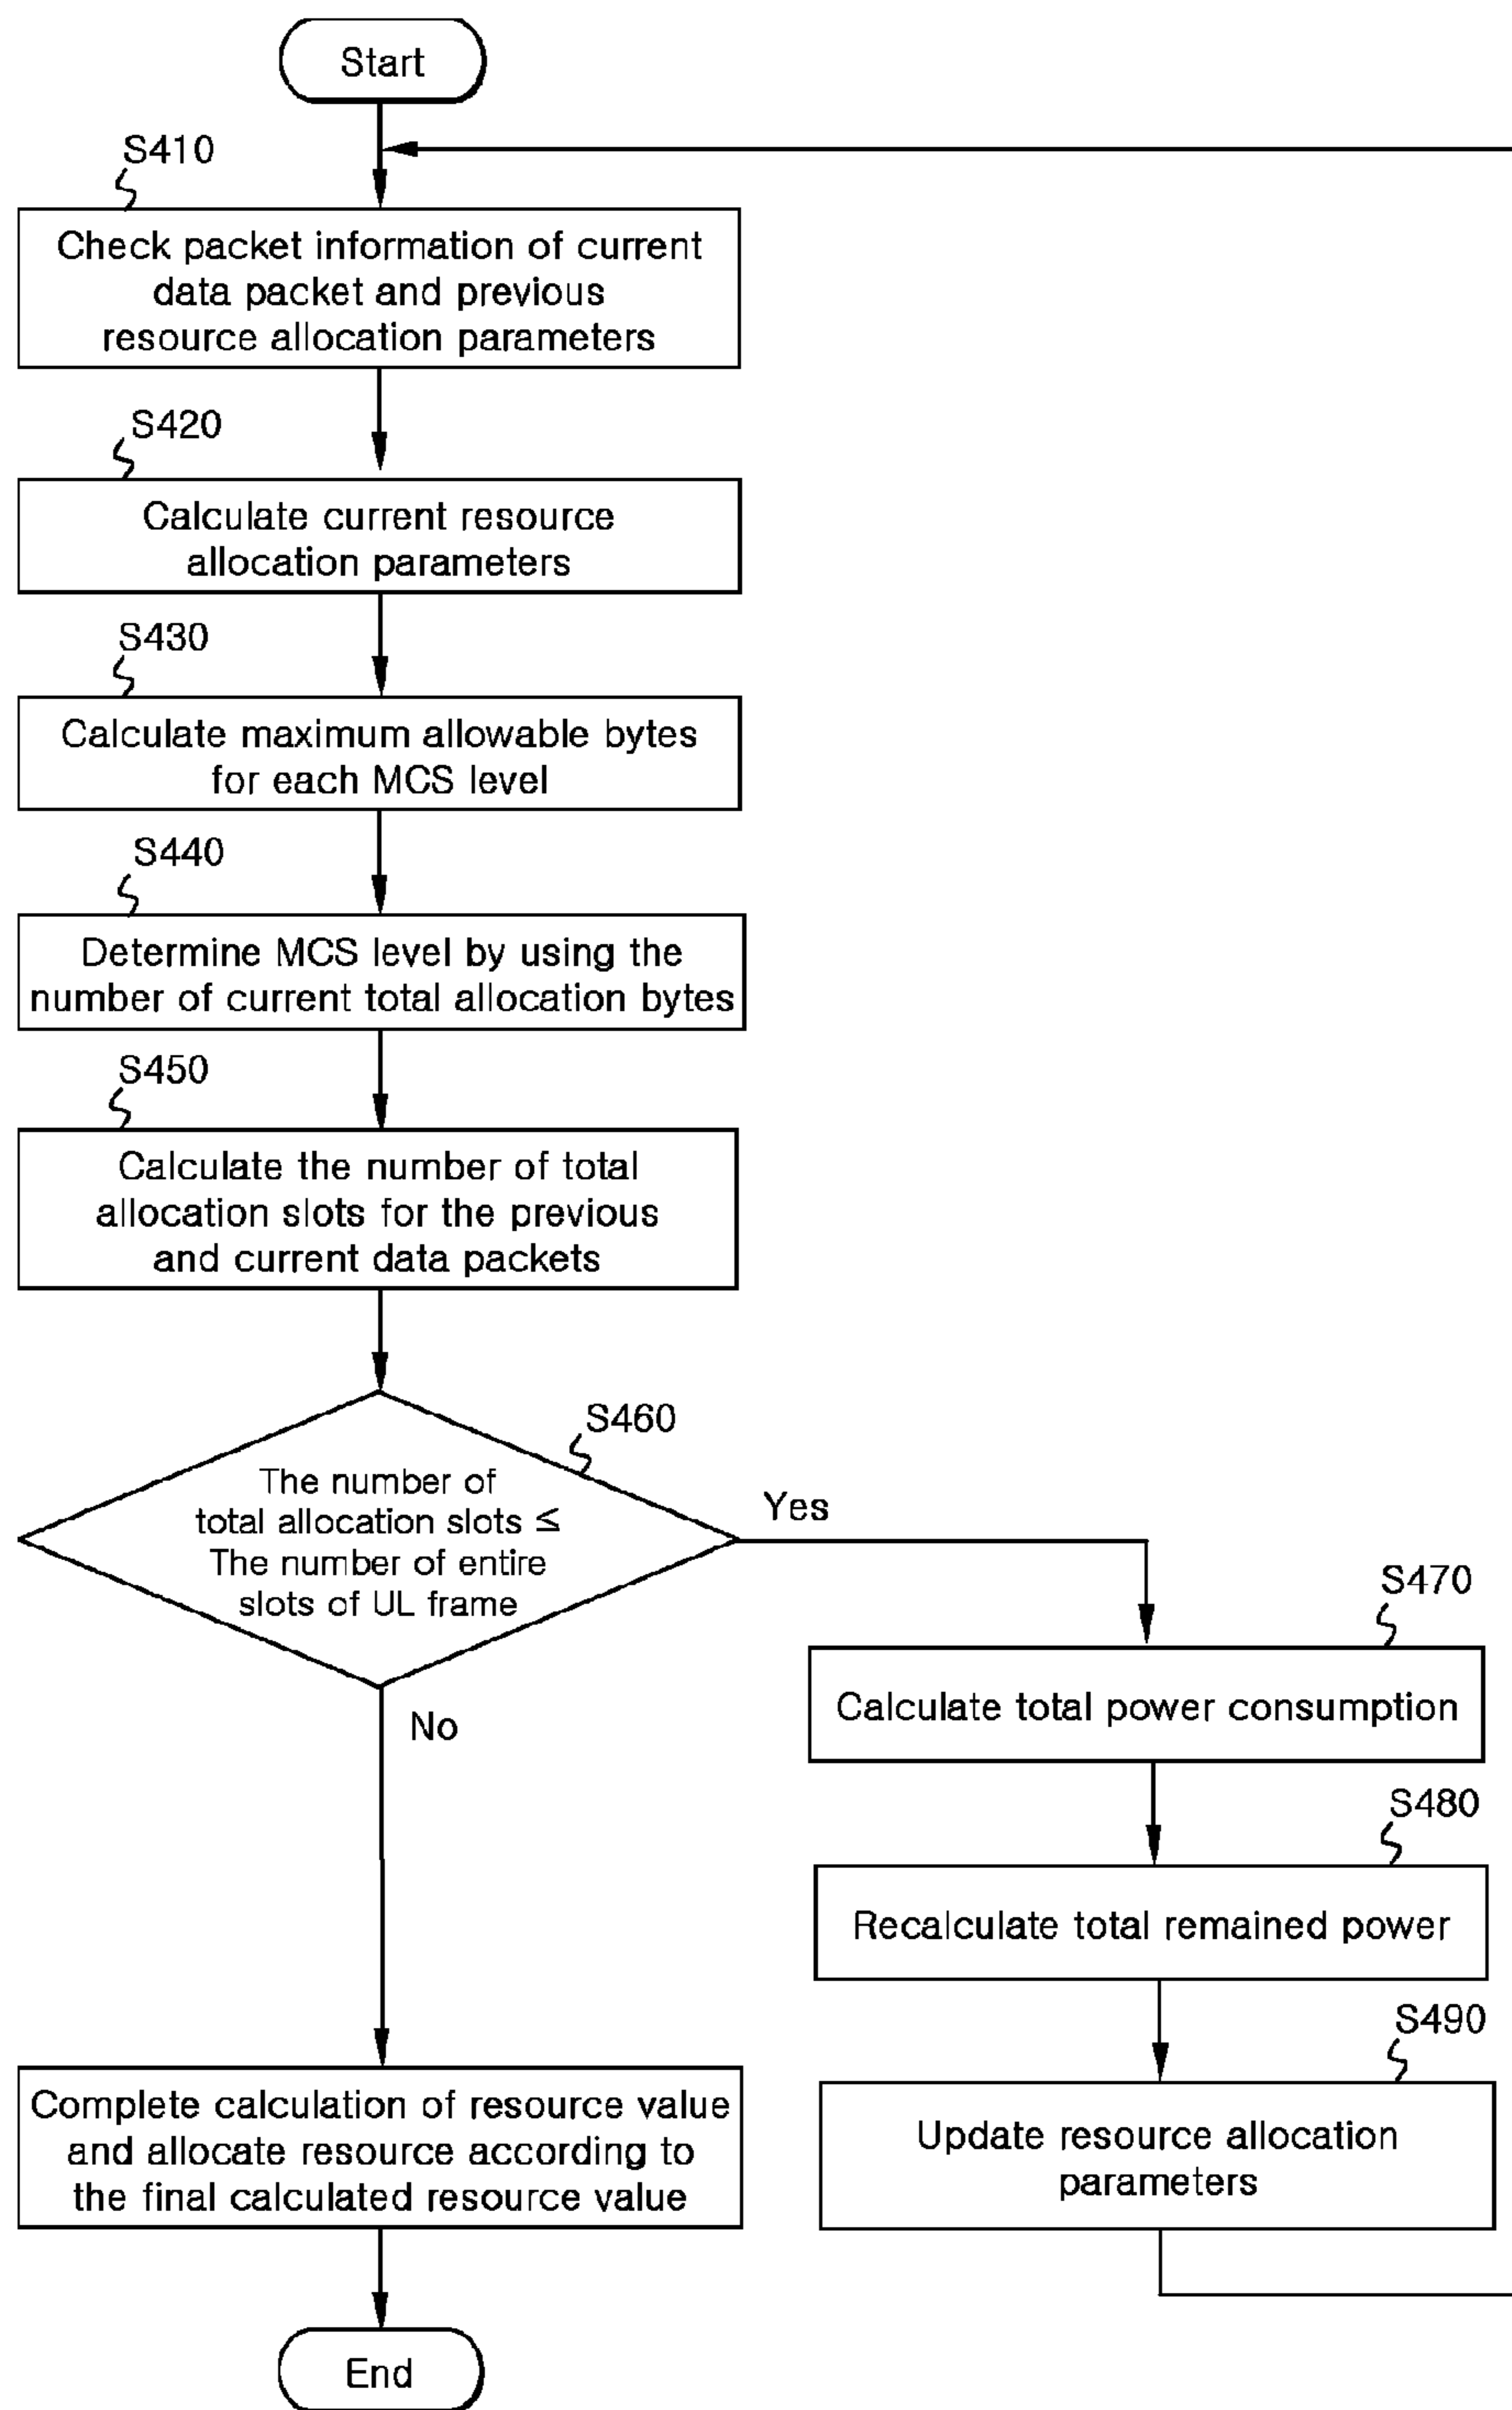 Start
S410
Check packet information of current
data packet and previous
resource allocation parameters
S420
Calculate current resource
allocation parameters
S430
Calculate maximum allowable bytes
for each MCS level
S440
Determine MCS level by using the
number of current total allocation bytes
S450
Calculate the number of total
allocation slots for the previous
and current data packets
S460
The number of
total allocation slots ≤
The number of entire
slots of UL frame
Yes
No
S470
Calculate total power consumption
S480
Recalculate total remained power
S490
Update resource allocation
parameters
Complete calculation of resource value
and allocate resource according to
the final calculated resource value
End